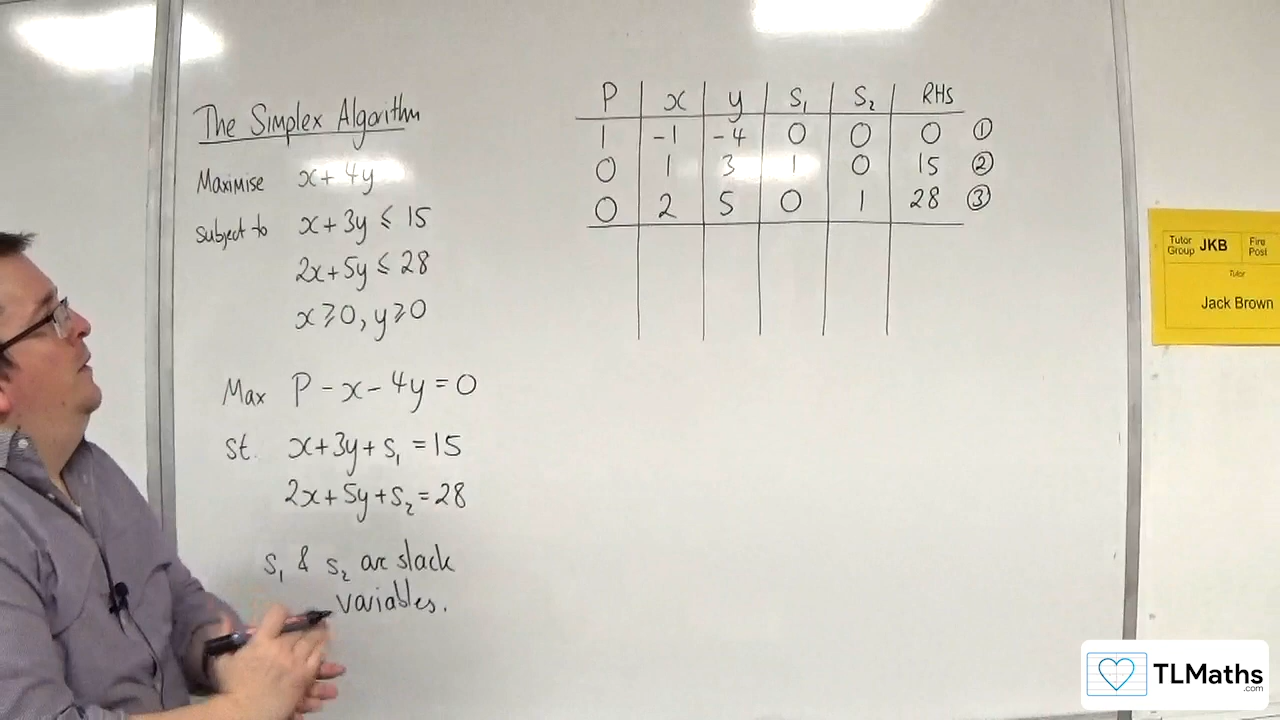 The Simplex Algorithm
Maximise x + 4y
Subject to x + 3y ≤ 15
2x + 5y ≤ 28
x ≥ 0, y ≥ 0
Max P - x - 4y = 0
st. x + 3y + s₁ = 15
2x + 5y + s₂ = 28
s₁ & s₂ are slack
variables.
P x y S₁ S₂ RHS
1 -1 -4 0 0 0 ①
0 1 3 1 0 15 ②
0 2 5 0 1 28 ③
Tutor Group JKB Fire Post
Tutor
Jack Brown
TLMaths
.com